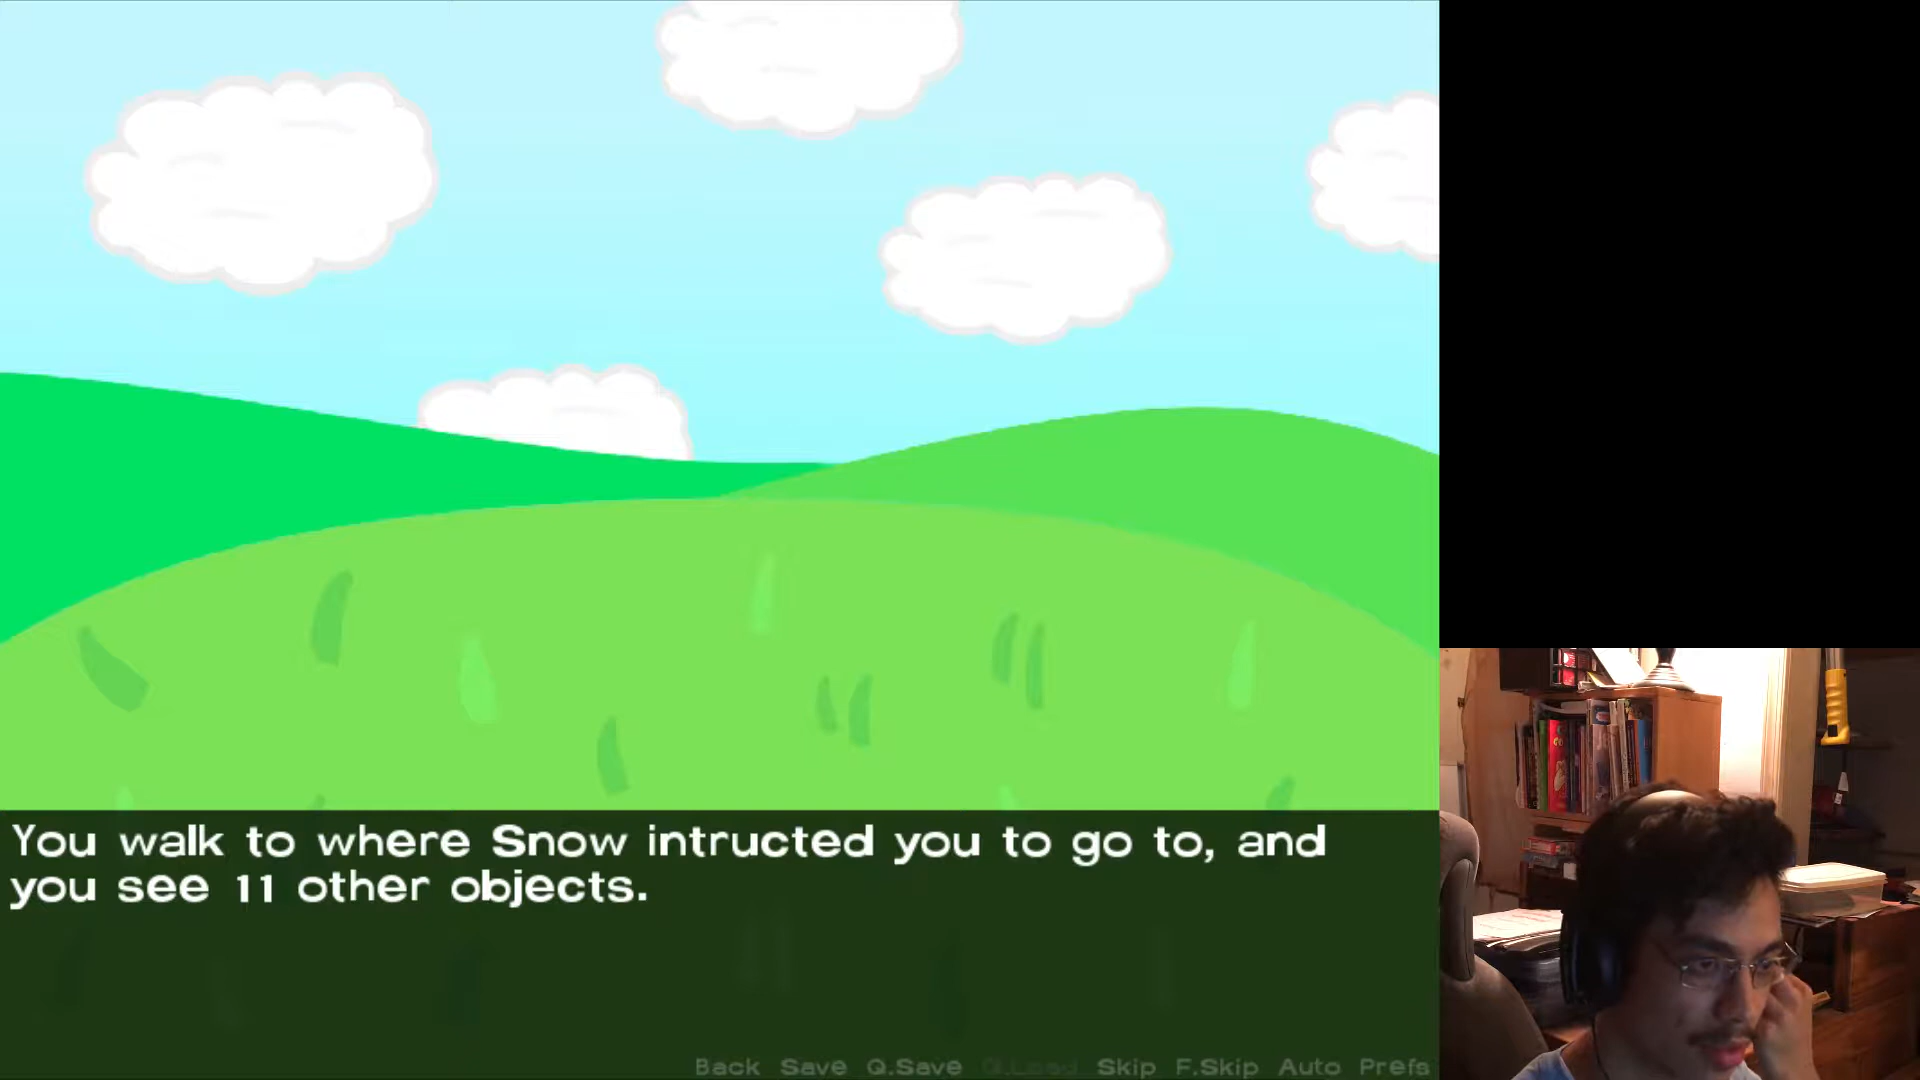 You walk to where Snow intructed you to go to, and
you see 11 other objects.
Back Save Q.Save Q.Load Skip F.Skip Auto Prefs